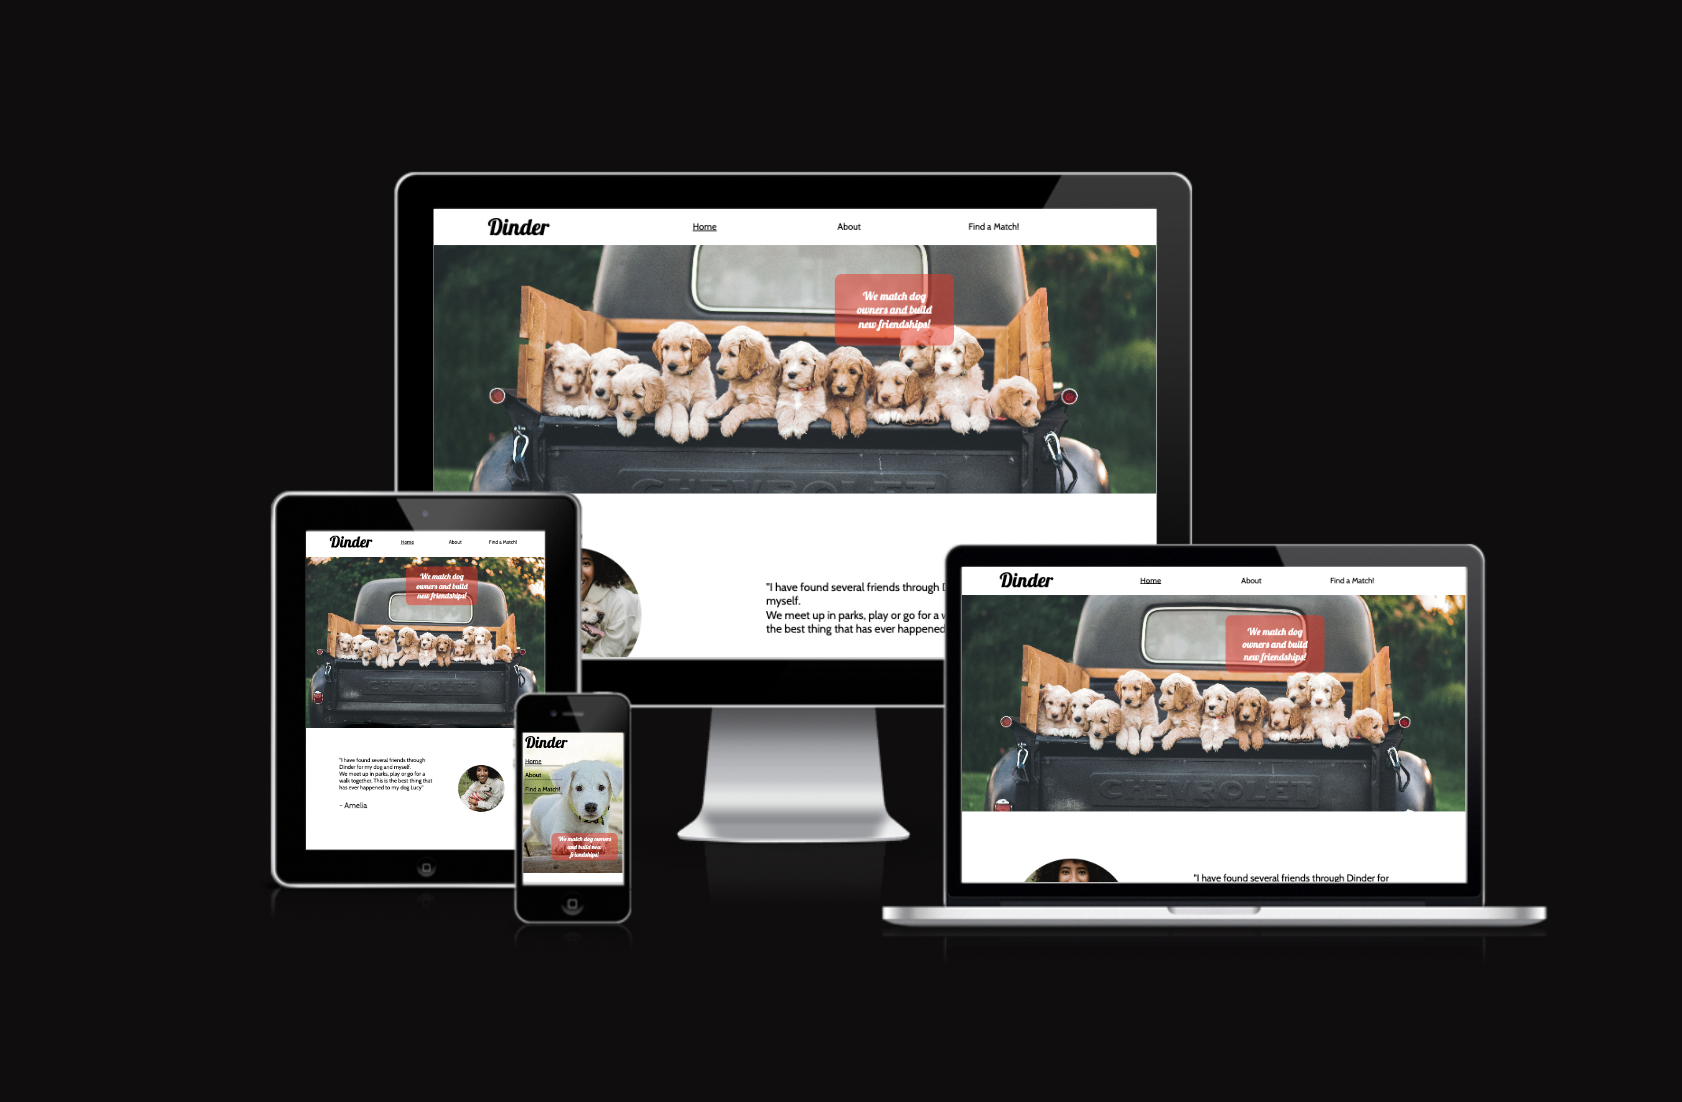 Dinder
Home
About
Find a Match!
We match dog
owners and build
new friendships!
CHEVROLET
"I have found several friends through
myself.
We meet up in parks, play or go for a
the best thing that has ever happened
Dinder
Home
About
Find a Match!
We match dog
owners and build
new friendships!
CHEVROLET
"I have found several friends through
Dinder for my dog and myself.
We meet up in parks, play or go for a
walk together. This is the best thing that
has ever happened to my dog Lucy"
- Amelia
Dinder
Home
About
Find a Match!
We match dog owners
and build new
friendships!
Dinder
Home
About
Find a Match!
We match dog
owners and build
new friendships!
CHEVROLET
"I have found several friends through Dinder for